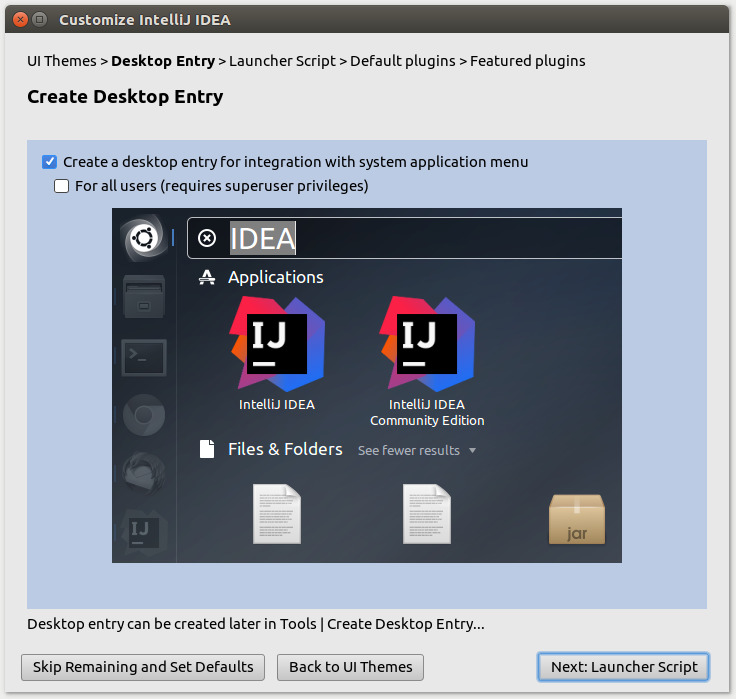 Customize IntelliJ IDEA
UI Themes > Desktop Entry > Launcher Script > Default plugins > Featured plugins
Create Desktop Entry
Create a desktop entry for integration with system application menu
For all users (requires superuser privileges)
IDEA
Applications
IJ
IJ
IntelliJ IDEA
IntelliJ IDEA
Community Edition
Files & Folders
See fewer results
IJ
jar
Desktop entry can be created later in Tools | Create Desktop Entry...
Skip Remaining and Set Defaults
Back to UI Themes
Next: Launcher Script